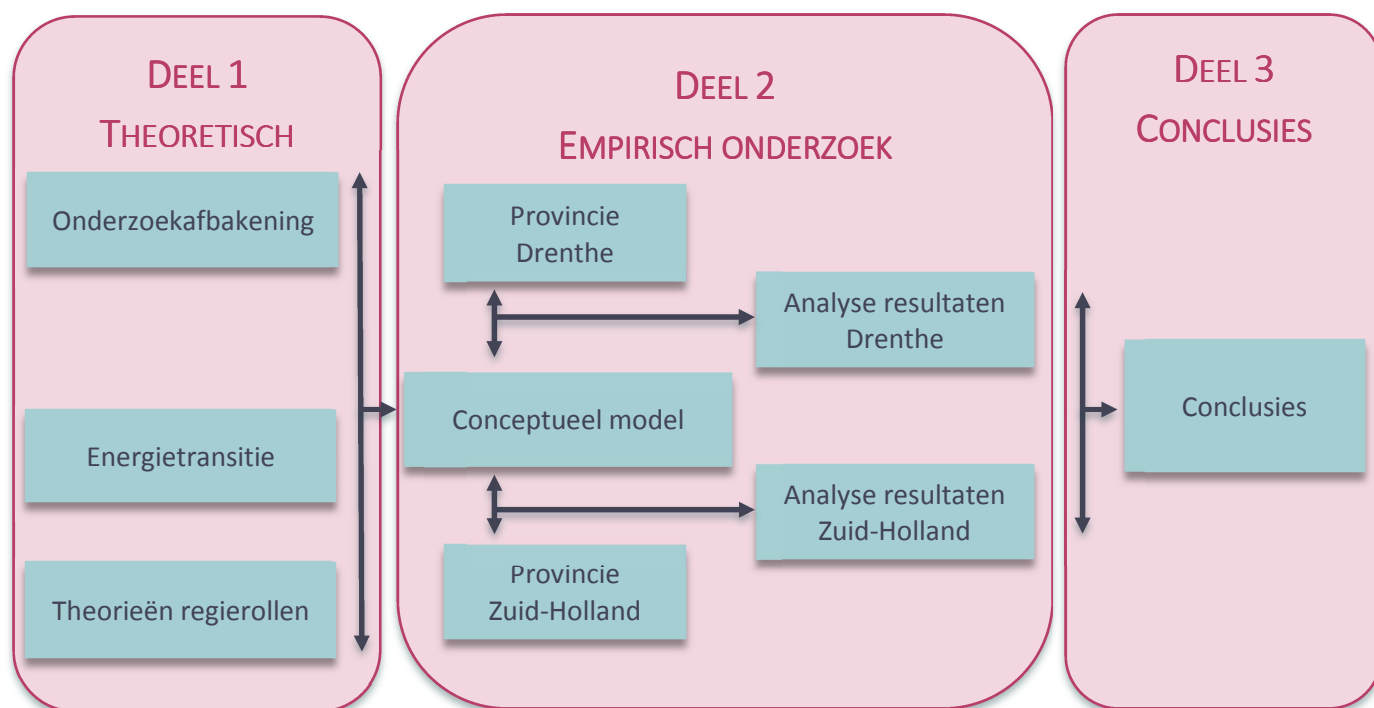 DEEL 1
THEORETISCH
Onderzoekafbakening
Energietransitie
Theorieën regierollen
DEEL 2
EMPIRISCH ONDERZOEK
Provincie
Drenthe
Analyse resultaten
Drenthe
Conceptueel model
Analyse resultaten
Zuid-Holland
Provincie
Zuid-Holland
DEEL 3
CONCLUSIES
Conclusies